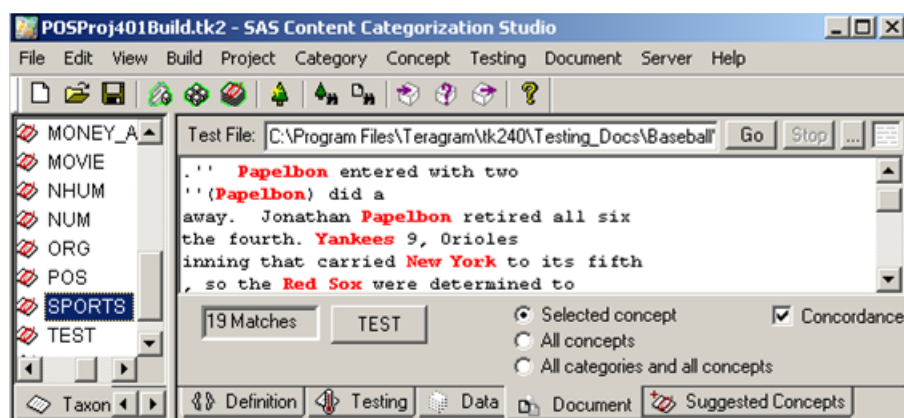 POSProj401Build.tk2 - SAS Content Categorization Studio
File Edit View Build Project Category Concept Testing Document Server Help
MONEY_A
MOVIE
NHUM
NUM
ORG
POS
SPORTS
TEST
Taxon
Test File: C:\Program Files\Teragram\tk240\Testing_Docs\Baseball\ Go Stop ...
.'' Papelbon entered with two
''(Papelbon) did a
away. Jonathan Papelbon retired all six
the fourth. Yankees 9, Orioles
inning that carried New York to its fifth
, so the Red Sox were determined to
19 Matches TEST
Selected concept
All concepts
All categories and all concepts
Concordance
Definition Testing Data Document Suggested Concepts